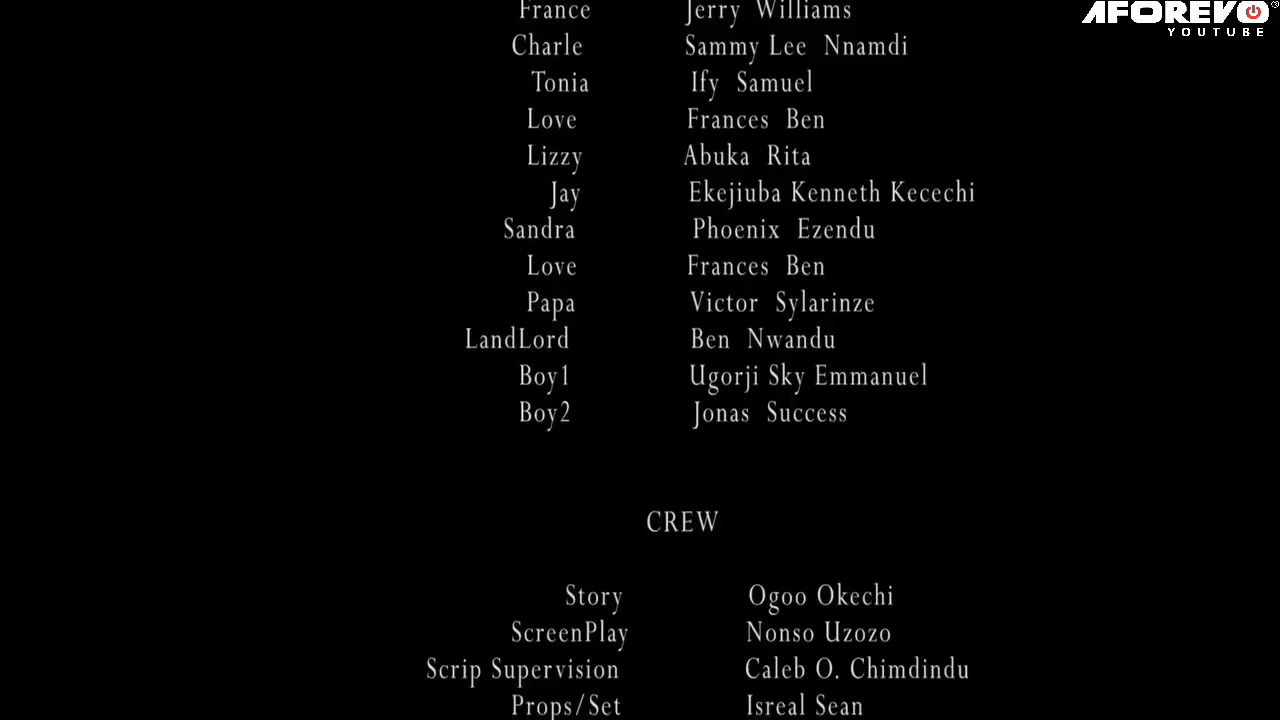 AFOREVO
YOUTUBE
France Jerry Williams
Charle Sammy Lee Nnamdi
Tonia Ify Samuel
Love Frances Ben
Lizzy Abuka Rita
Jay Ekejiuba Kenneth Kecechi
Sandra Phoenix Ezendu
Love Frances Ben
Papa Victor Sylarinze
LandLord Ben Nwandu
Boy1 Ugorji Sky Emmanuel
Boy2 Jonas Success
CREW
Story Ogoo Okechi
ScreenPlay Nonso Uzozo
Scrip Supervision Caleb O. Chimdindu
Props/Set Isreal Sean